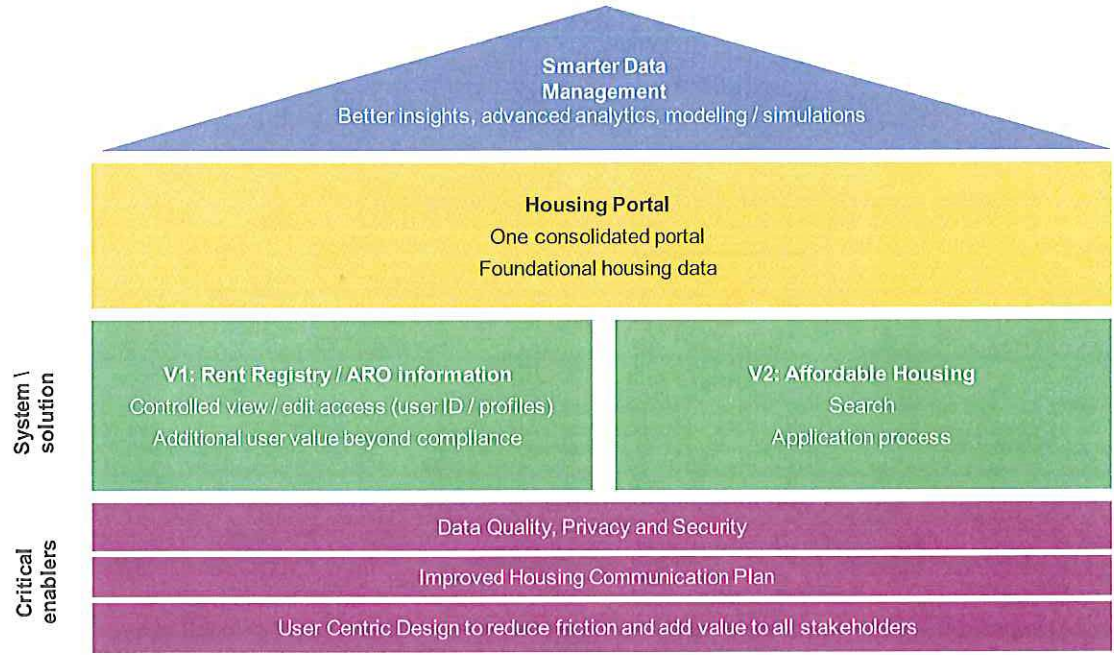 Smarter Data
Management
Better insights, advanced analytics, modeling / simulations
Housing Portal
One consolidated portal
Foundational housing data
System \
solution
V1: Rent Registry / ARO information
Controlled view / edit access (user ID / profiles)
Additional user value beyond compliance
V2: Affordable Housing
Search
Application process
Critical
enablers
Data Quality, Privacy and Security
Improved Housing Communication Plan
User Centric Design to reduce friction and add value to all stakeholders